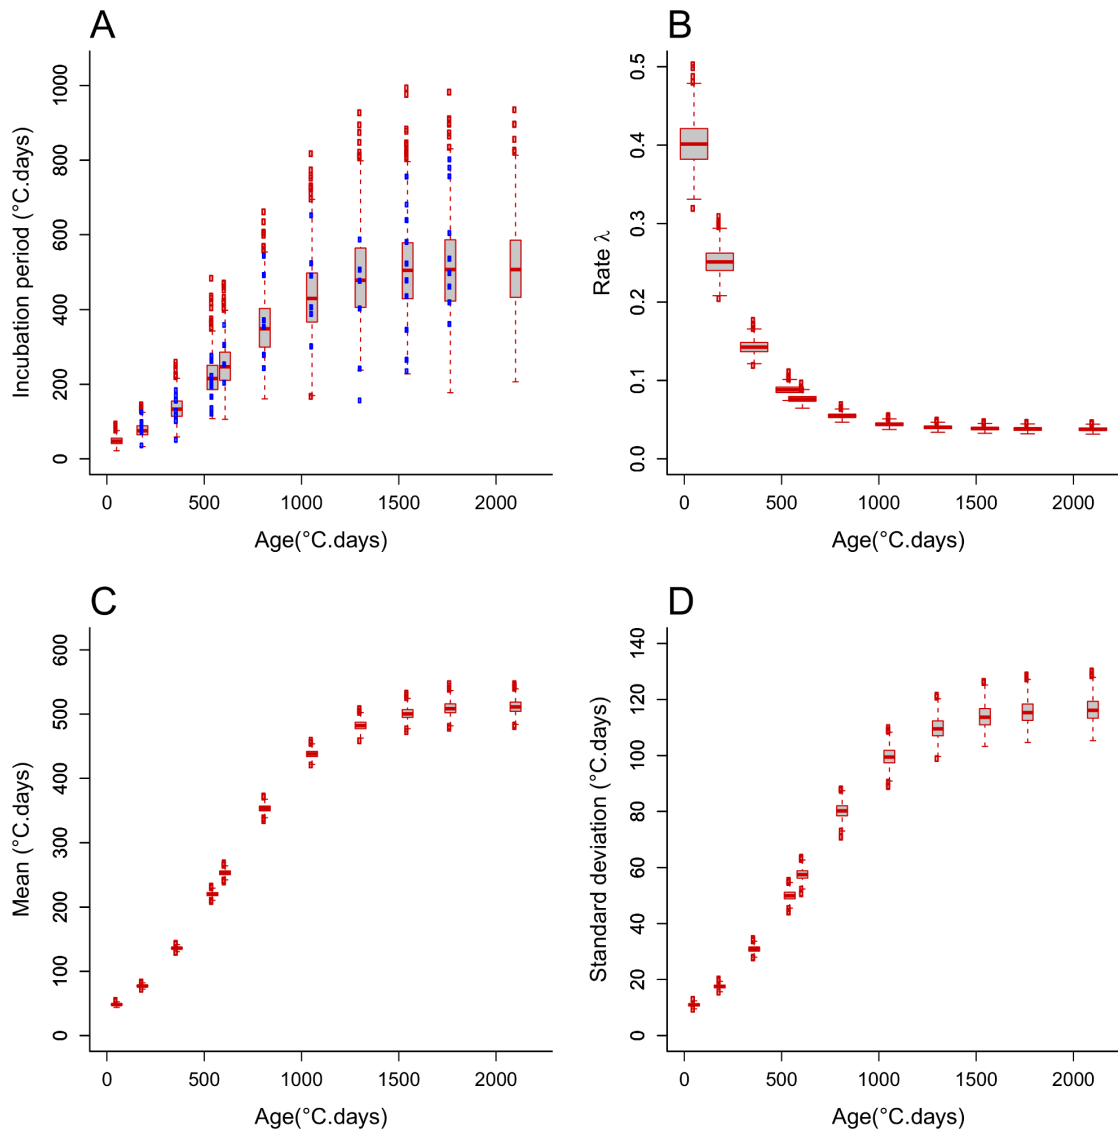 A
Incubation period (°C.days)
1000
800
600
400
200
0
0 500 1000 1500 2000
Age(°C.days)
B
Rate λ
0.5
0.4
0.3
0.2
0.1
0.0
0 500 1000 1500 2000
Age(°C.days)
C
Mean (°C.days)
600
500
400
300
200
100
0
0 500 1000 1500 2000
Age(°C.days)
D
Standard deviation (°C.days)
140
120
100
80
60
40
20
0
0 500 1000 1500 2000
Age(°C.days)